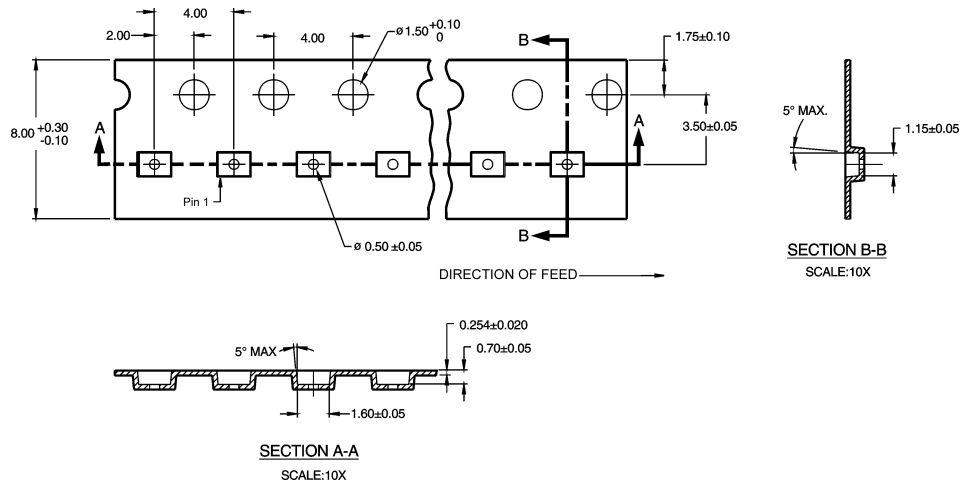 4.00
2.00
4.00
ø 1.50 +0.10
0
B
1.75±0.10
8.00 +0.30
-0.10
A
A
3.50±0.05
5° MAX.
1.15±0.05
Pin 1
ø 0.50 ±0.05
B
DIRECTION OF FEED
SECTION B-B
SCALE:10X
0.254±0.020
5° MAX
0.70±0.05
1.60±0.05
SECTION A-A
SCALE:10X